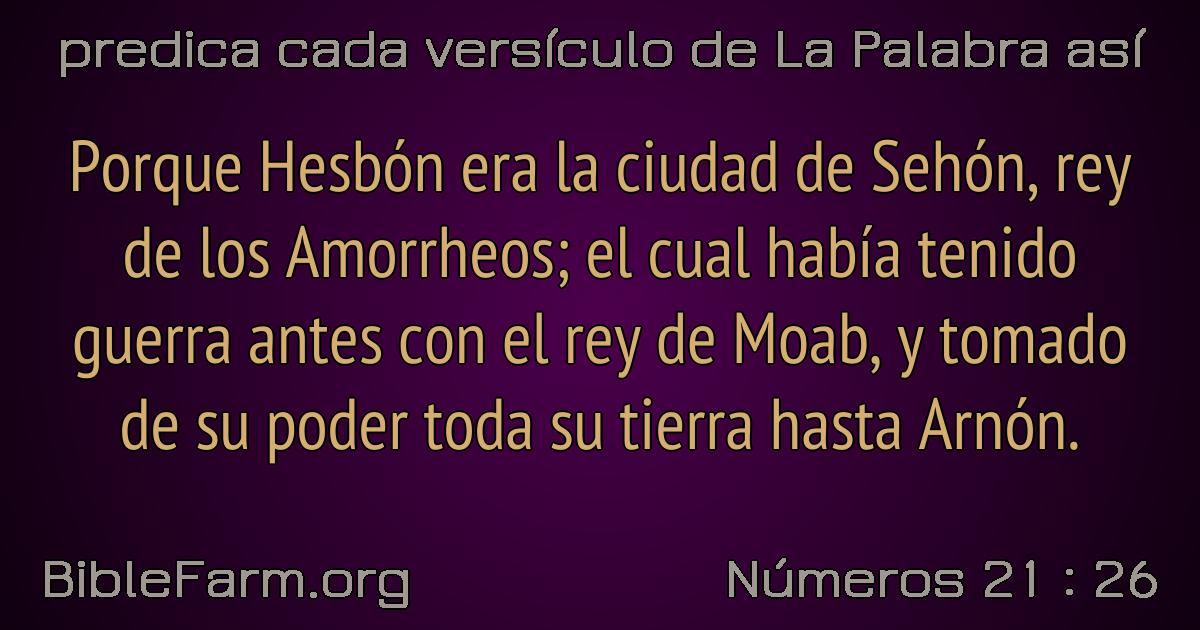 predica cada versículo de La Palabra así
Porque Hesbón era la ciudad de Sehón, rey
de los Amorrheos; el cual había tenido
guerra antes con el rey de Moab, y tomado
de su poder toda su tierra hasta Arnón.
BibleFarm.org
Números 21 : 26